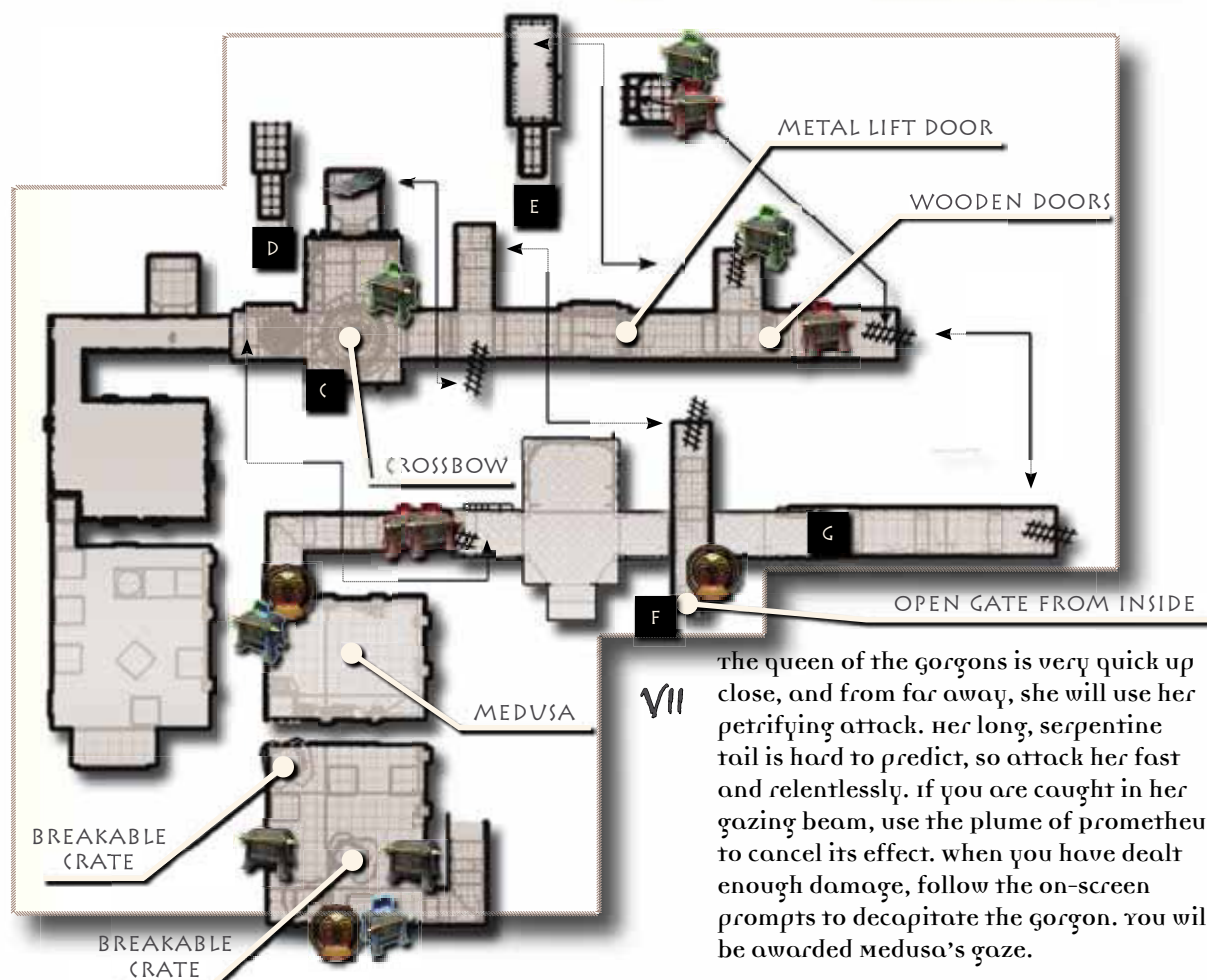 METAL LIFT DOOR
WOODEN DOORS
E
D
C
CROSSBOW
G
F
OPEN GATE FROM INSIDE
MEDUSA
BREAKABLE
CRATE
BREAKABLE
CRATE
VII
The queen of the Gorgons is very quick up
close, and from far away, she will use her
petrifying attack. Her long, serpentine
tail is hard to predict, so attack her fast
and relentlessly. If you are caught in her
gazing beam, use the plume of prometheu
to cancel its effect. When you have dealt
enough damage, follow the on-screen
prompts to decapitate the Gorgon. You wil
be awarded Medusa's gaze.